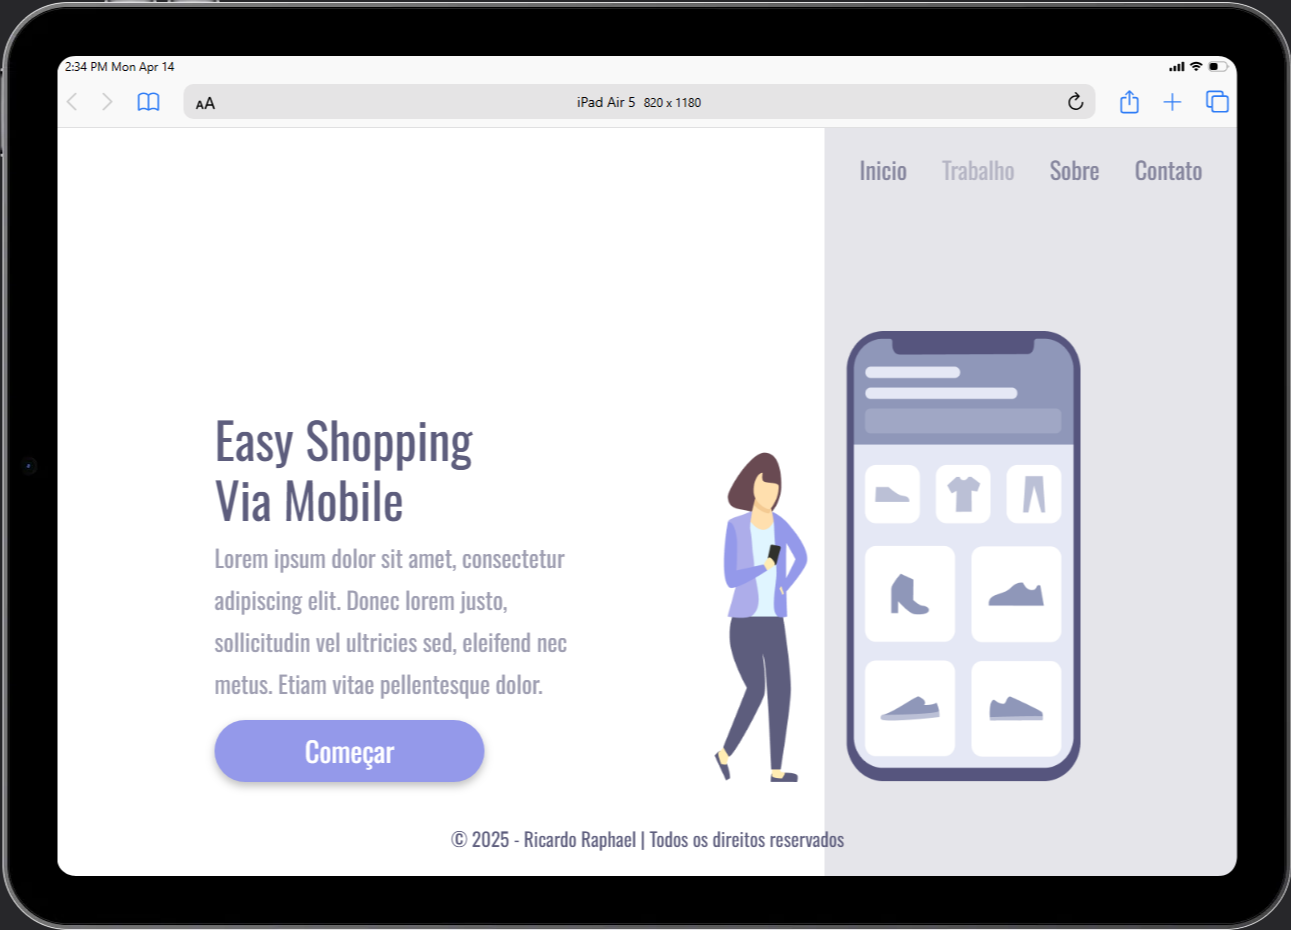 2:34 PM Mon Apr 14
AA
iPad Air 5 820 x 1180
Inicio Trabalho Sobre Contato
Easy Shopping
Via Mobile
Lorem ipsum dolor sit amet, consectetur
adipiscing elit. Donec lorem justo,
sollicitudin vel ultricies sed, eleifend nec
metus. Etiam vitae pellentesque dolor.
Começar
© 2025 - Ricardo Raphael | Todos os direitos reservados